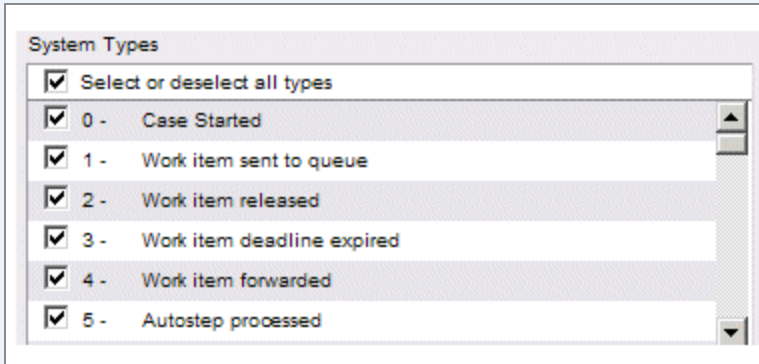 System Types
Select or deselect all types
0 - Case Started
1 - Work item sent to queue
2 - Work item released
3 - Work item deadline expired
4 - Work item forwarded
5 - Autostep processed